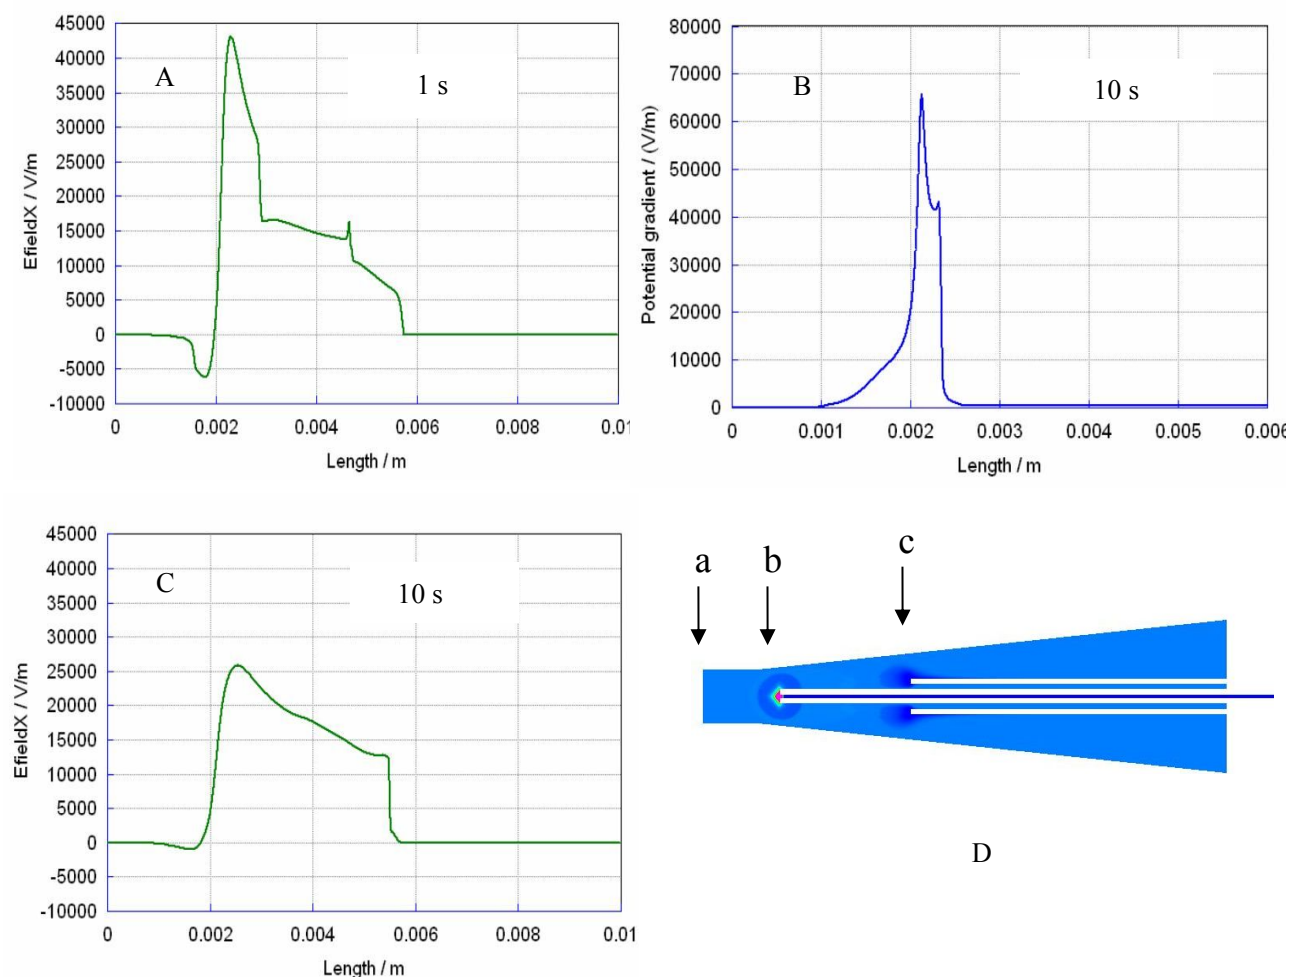 45000
40000
35000
30000
25000
20000
15000
10000
5000
0
-5000
-10000
EfieldX / V/m
A
1 s
0 0.002 0.004 0.006 0.008 0.01
Length / m
80000
70000
60000
50000
40000
30000
20000
10000
0
Potential gradient / (V/m)
B
10 s
0 0.001 0.002 0.003 0.004 0.005 0.006
Length / m
45000
40000
35000
30000
25000
20000
15000
10000
5000
0
-5000
-10000
EfieldX / V/m
C
10 s
0 0.002 0.004 0.006 0.008 0.01
Length / m
a b c
D